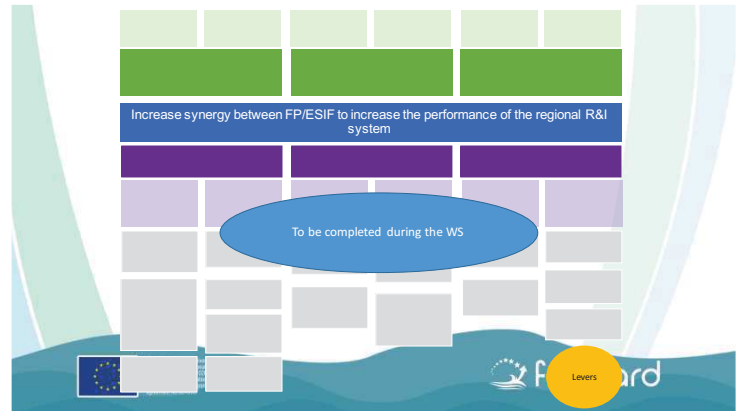 Increase synergy between FP/ESIF to increase the performance of the regional R&I
system
To be completed during the WS
Levers